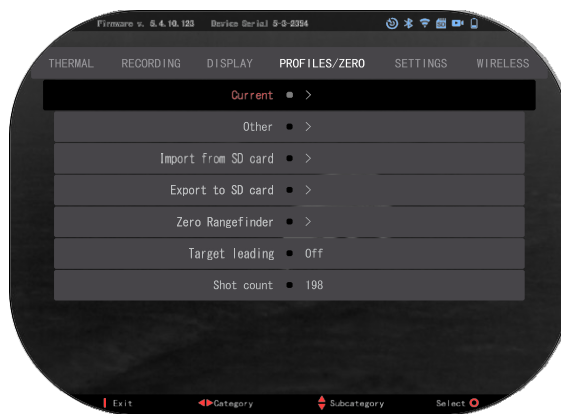 Firmware v. 5.4.10.123 Device Serial 5-3-2394
THERMAL RECORDING DISPLAY PROFILES/ZERO SETTINGS WIRELESS
Current >
Other >
Import from SD card >
Export to SD card >
Zero Rangefinder >
Target leading Off
Shot count 198
Exit Category Subcategory Select